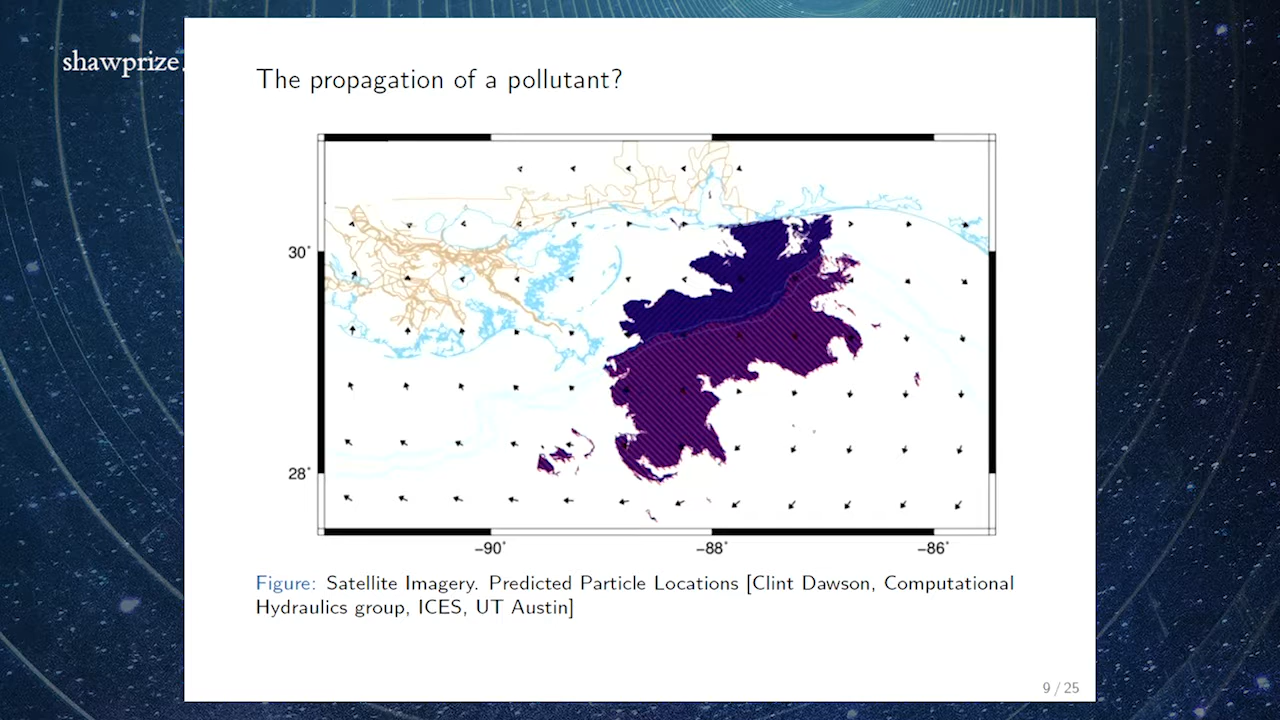 shawprize.
The propagation of a pollutant?
30°
28°
−90°
−88°
−86°
Figure: Satellite Imagery. Predicted Particle Locations [Clint Dawson, Computational
Hydraulics group, ICES, UT Austin]
9 / 25